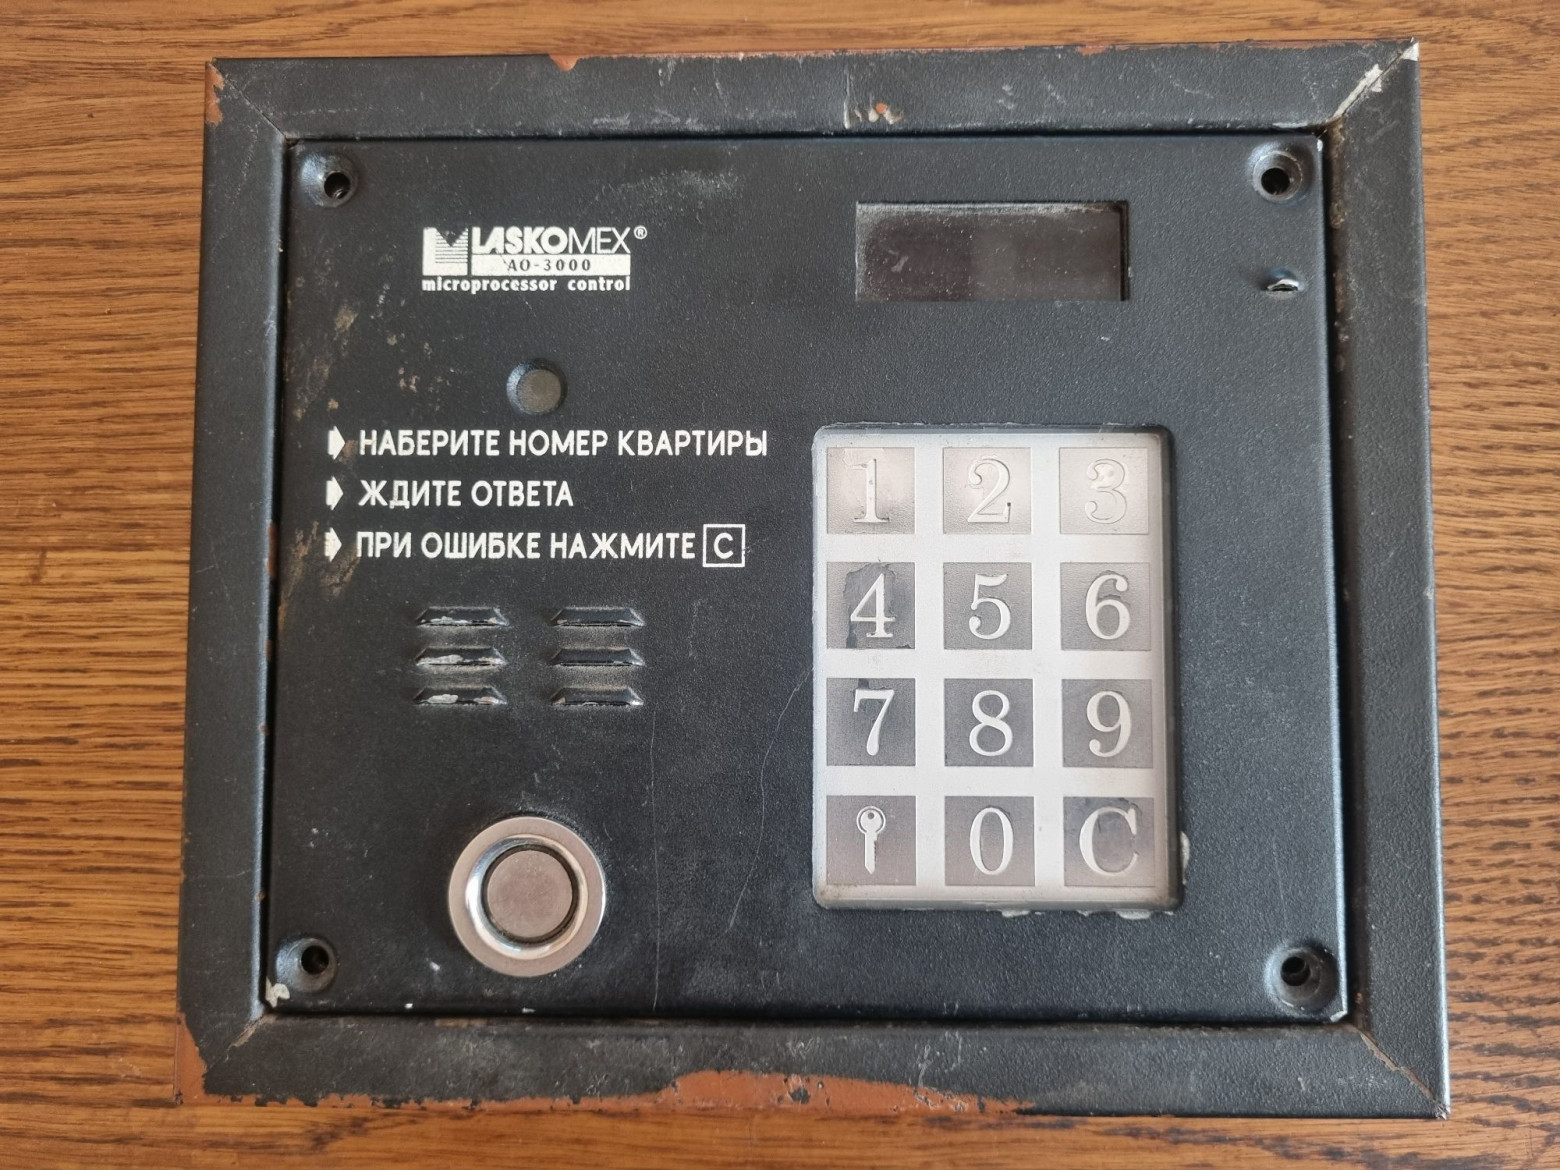 LASKOMEX®
AO-3000
microprocessor control
НАБЕРИТЕ НОМЕР КВАРТИРЫ
ЖДИТЕ ОТВЕТА
ПРИ ОШИБКЕ НАЖМИТЕ C
1 2 3
4 5 6
7 8 9
0 C